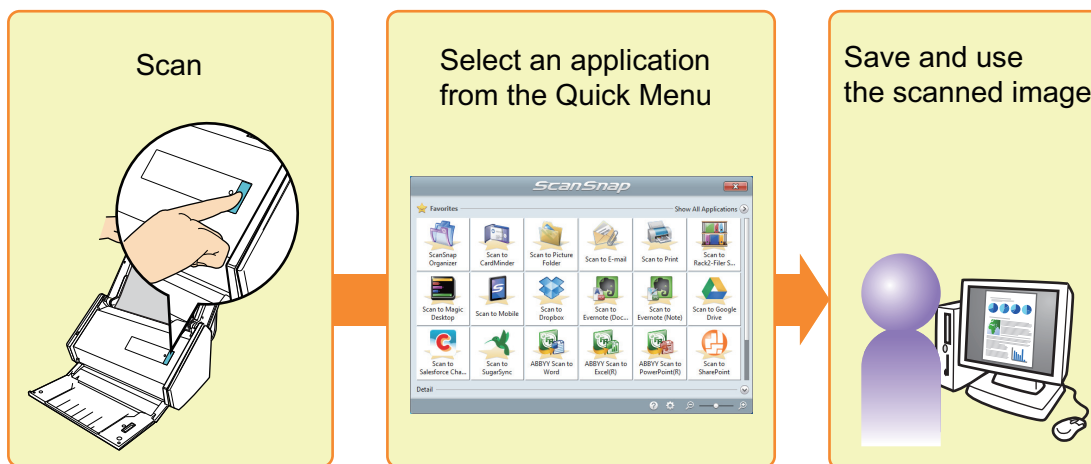 Scan
Select an application
from the Quick Menu
Save and use
the scanned image
ScanSnap
Favorites
Show All Applications
ScanSnap
Organizer
Scan to
CardMinder
Scan to Picture
Folder
Scan to E-mail
Scan to Print
Scan to
Rack2-Filer S...
Scan to Magic
Desktop
Scan to Mobile
Scan to
Dropbox
Scan to
Evernote (Doc...
Scan to
Evernote (Note)
Scan to Google
Drive
Scan to
Salesforce Cha...
Scan to
SugarSync
ABBYY Scan to
Word
ABBYY Scan to
Excel(R)
ABBYY Scan to
PowerPoint(R)
Scan to
SharePoint
Detail